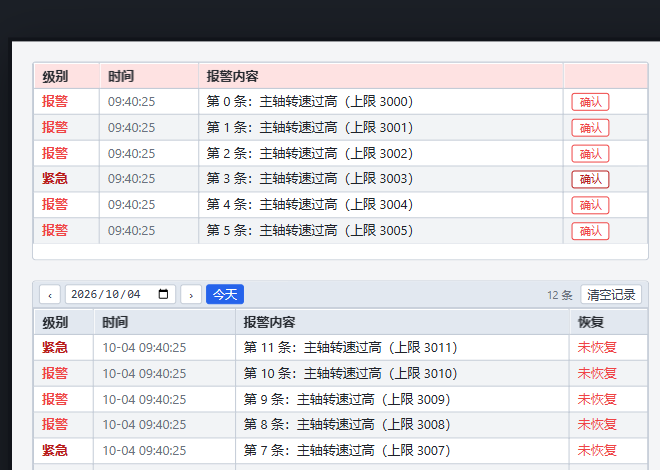 级别 时间 报警内容
报警 09:40:25 第 0 条：主轴转速过高（上限 3000） 确认
报警 09:40:25 第 1 条：主轴转速过高（上限 3001） 确认
报警 09:40:25 第 2 条：主轴转速过高（上限 3002） 确认
紧急 09:40:25 第 3 条：主轴转速过高（上限 3003） 确认
报警 09:40:25 第 4 条：主轴转速过高（上限 3004） 确认
报警 09:40:25 第 5 条：主轴转速过高（上限 3005） 确认
‹ 2026/10/04 › 今天 12 条 清空记录
级别 时间 报警内容 恢复
紧急 10-04 09:40:25 第 11 条：主轴转速过高（上限 3011） 未恢复
报警 10-04 09:40:25 第 10 条：主轴转速过高（上限 3010） 未恢复
报警 10-04 09:40:25 第 9 条：主轴转速过高（上限 3009） 未恢复
报警 10-04 09:40:25 第 8 条：主轴转速过高（上限 3008） 未恢复
紧急 10-04 09:40:25 第 7 条：主轴转速过高（上限 3007） 未恢复